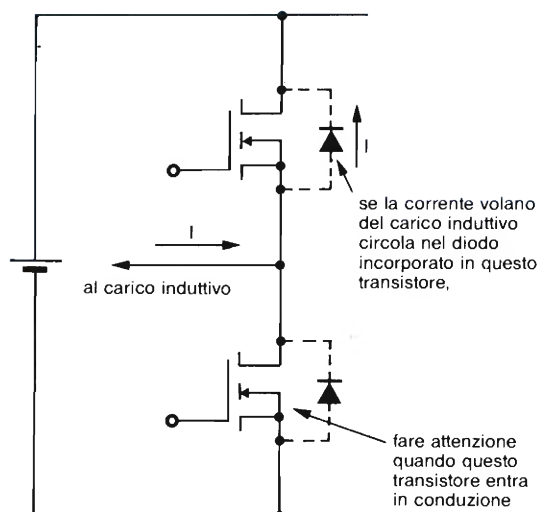 I
se la corrente volano
del carico induttivo
circola nel diodo
incorporato in questo
transistore,
I
al carico induttivo
fare attenzione
quando questo
transistore entra
in conduzione